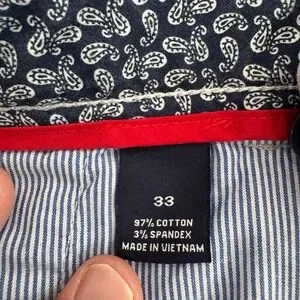 33
97% COTTON
3% SPANDEX
MADE IN VIETNAM